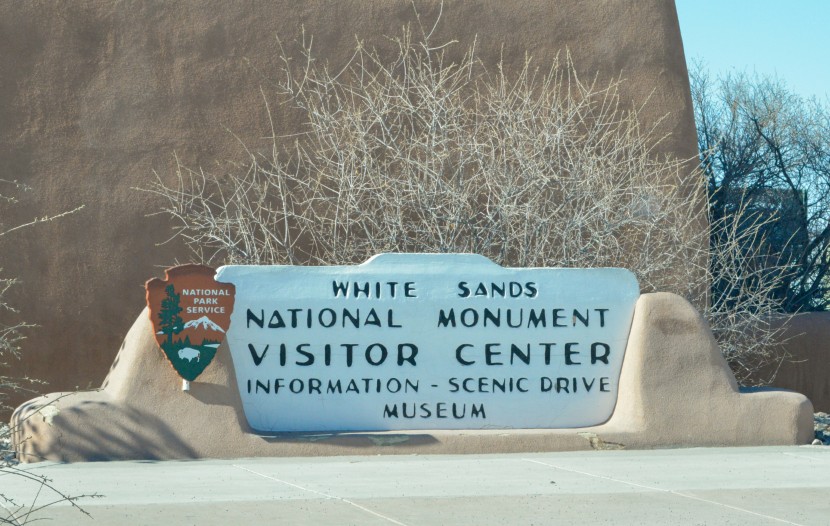 NATIONAL
PARK
SERVICE
WHITE SANDS
NATIONAL MONUMENT
VISITOR CENTER
INFORMATION - SCENIC DRIVE
MUSEUM